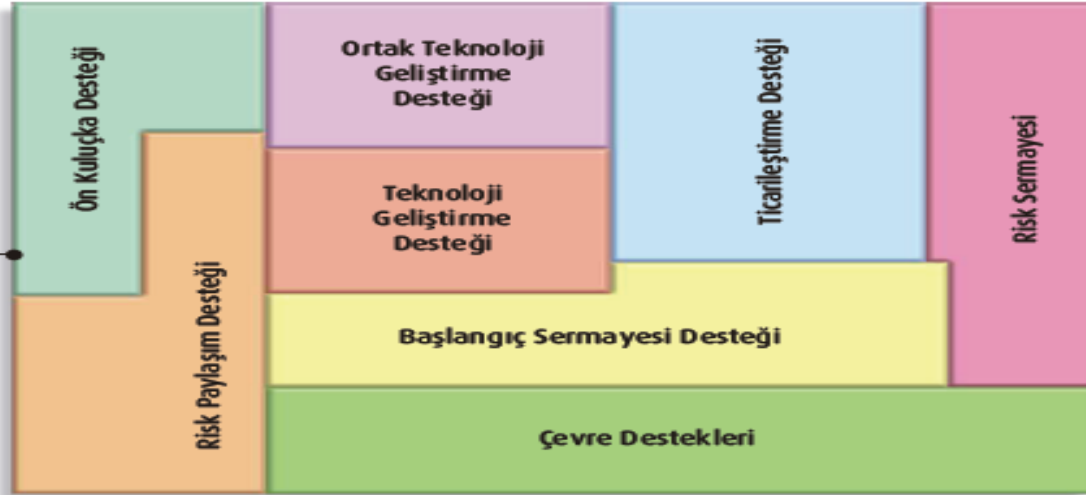 Ön Kuluçka Desteği
Ortak Teknoloji
Geliştirme
Desteği
Ticarileştirme Desteği
Risk Sermayesi
Teknoloji
Geliştirme
Desteği
Risk Paylaşım Desteği
Başlangıç Sermayesi Desteği
Çevre Destekleri